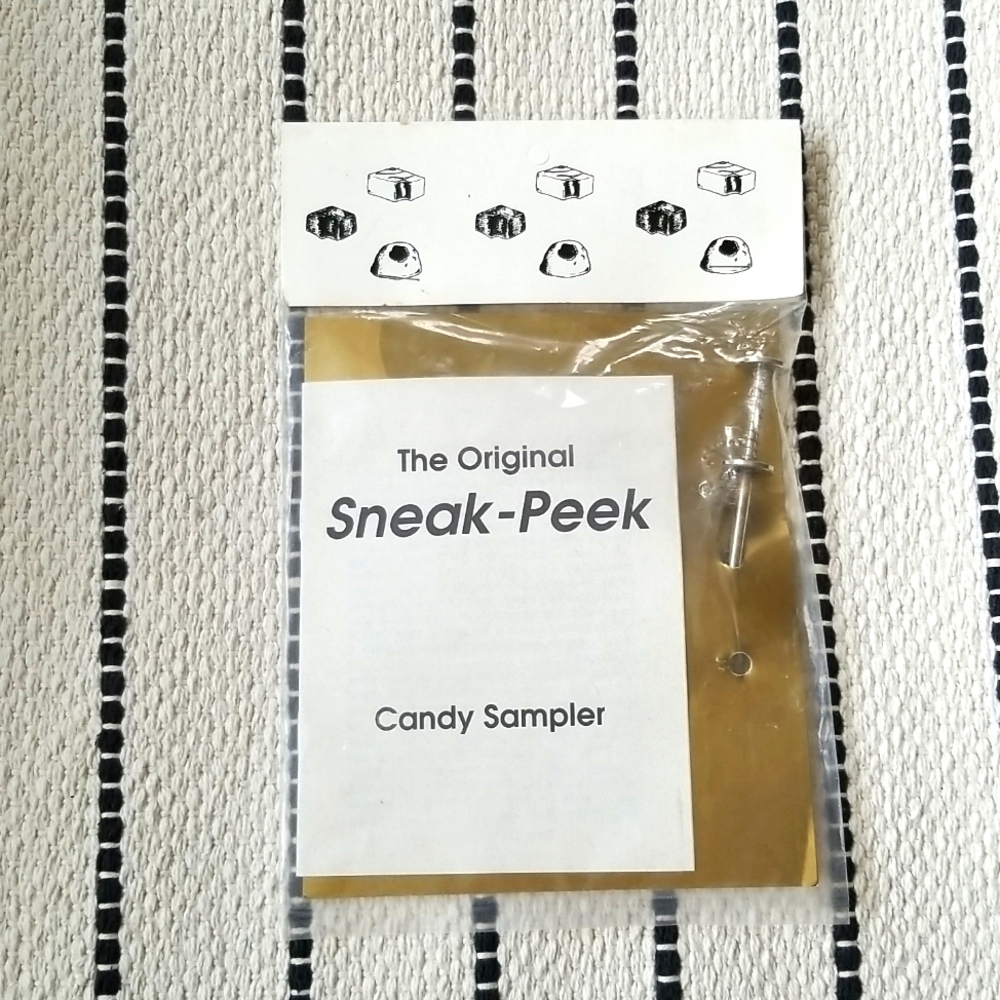 The Original
Sneak-Peek
Candy Sampler